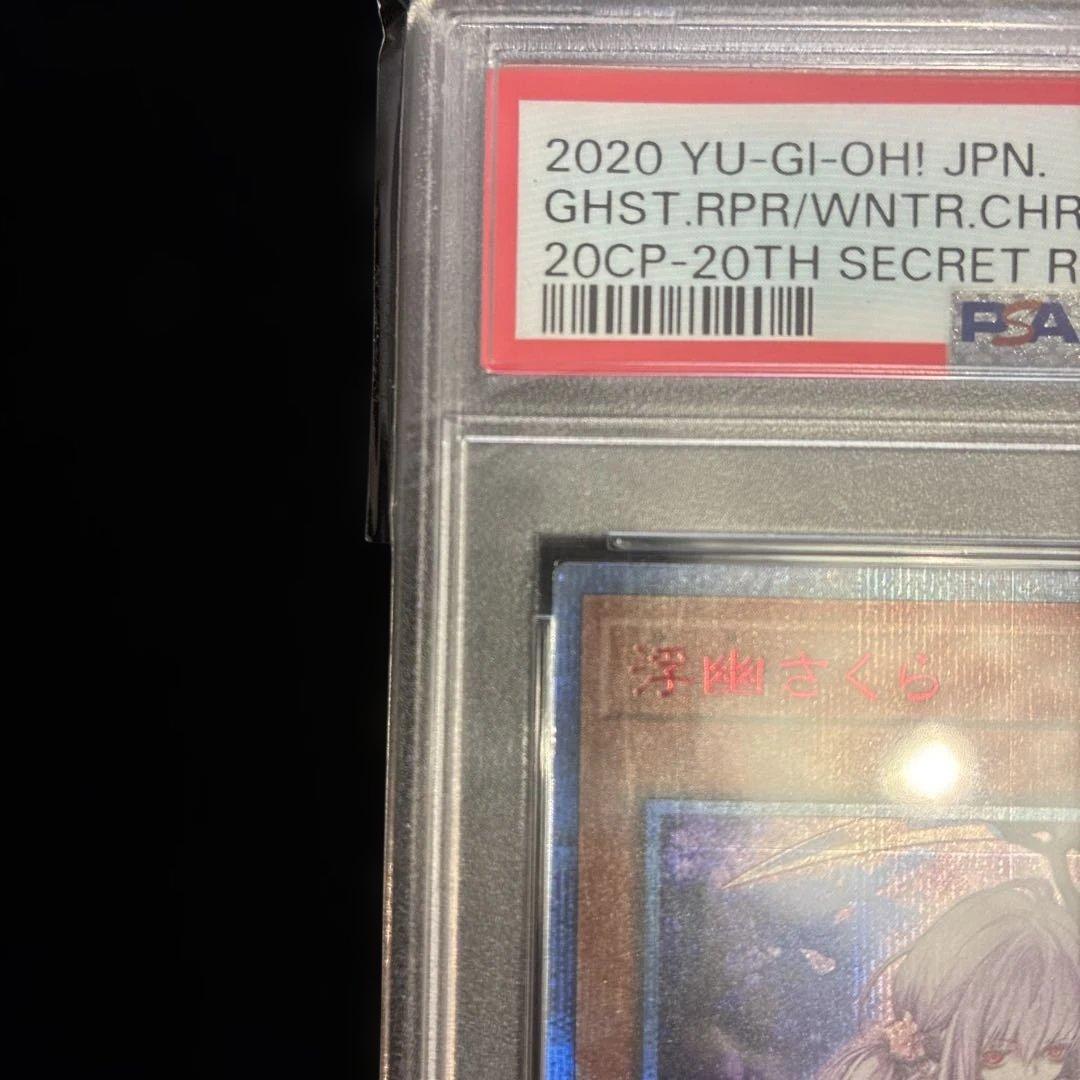 2020 YU-GI-OH! JPN.
GHST.RPR/WNTR.CHR
20CP-20TH SECRET R
PSA
浮幽さくら